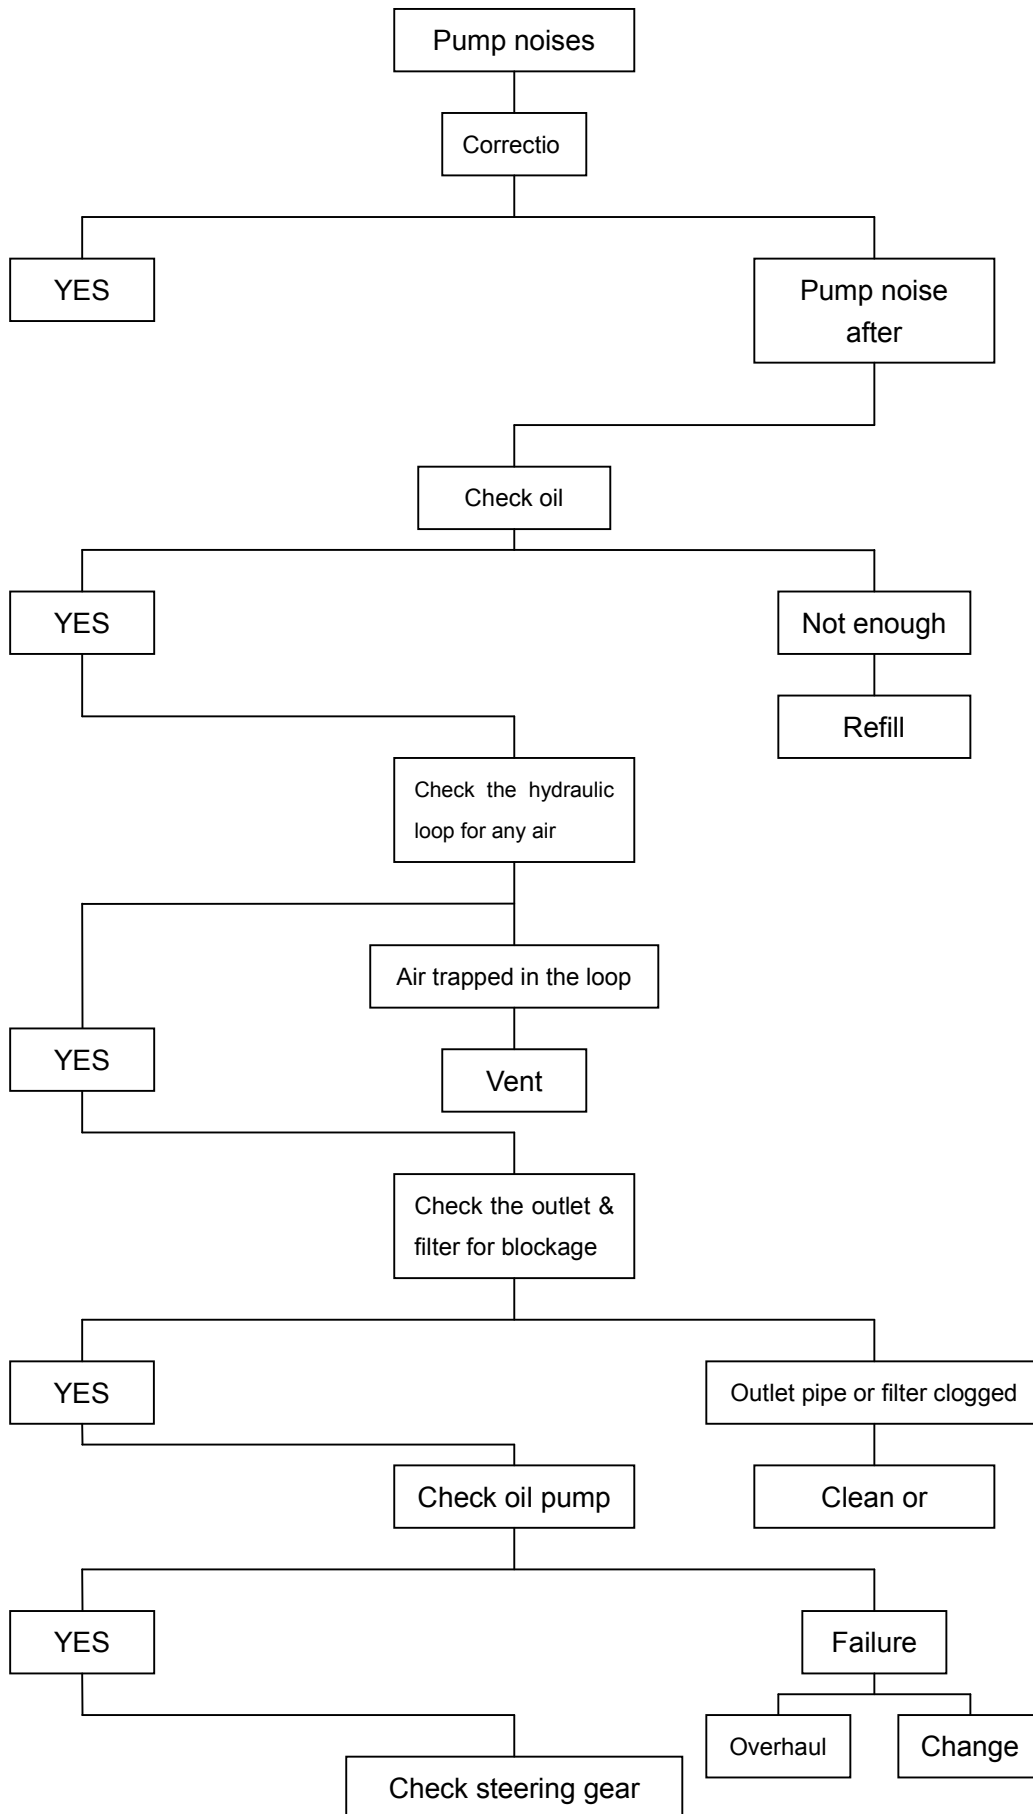 Pump noises
Correctio
YES
Pump noise
after
Check oil
YES
Not enough
Refill
Check the hydraulic
loop for any air
Air trapped in the loop
YES
Vent
Check the outlet &
filter for blockage
YES
Outlet pipe or filter clogged
Check oil pump
Clean or
YES
Failure
Overhaul
Change
Check steering gear